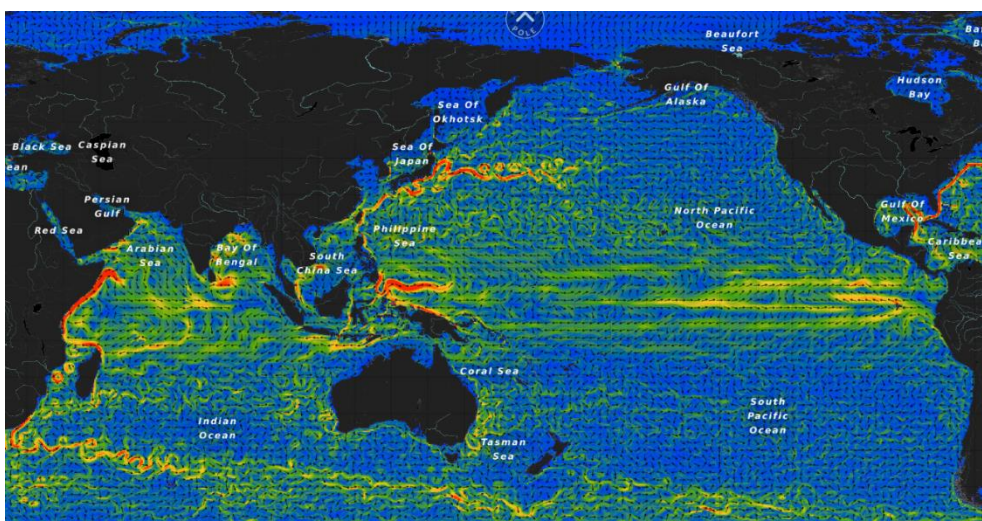 POLE
Beaufort
Sea
Hudson
Bay
Gulf Of
Alaska
Sea Of
Okhotsk
Black Sea
Caspian
Sea
Sea Of
Japan
Persian
Gulf
Red Sea
Arabian
Sea
Bay Of
Bengal
South
China Sea
Philippine
Sea
North Pacific
Ocean
Gulf Of
Mexico
Caribbea
Sea
Coral Sea
Indian
Ocean
South
Pacific
Ocean
Tasman
Sea